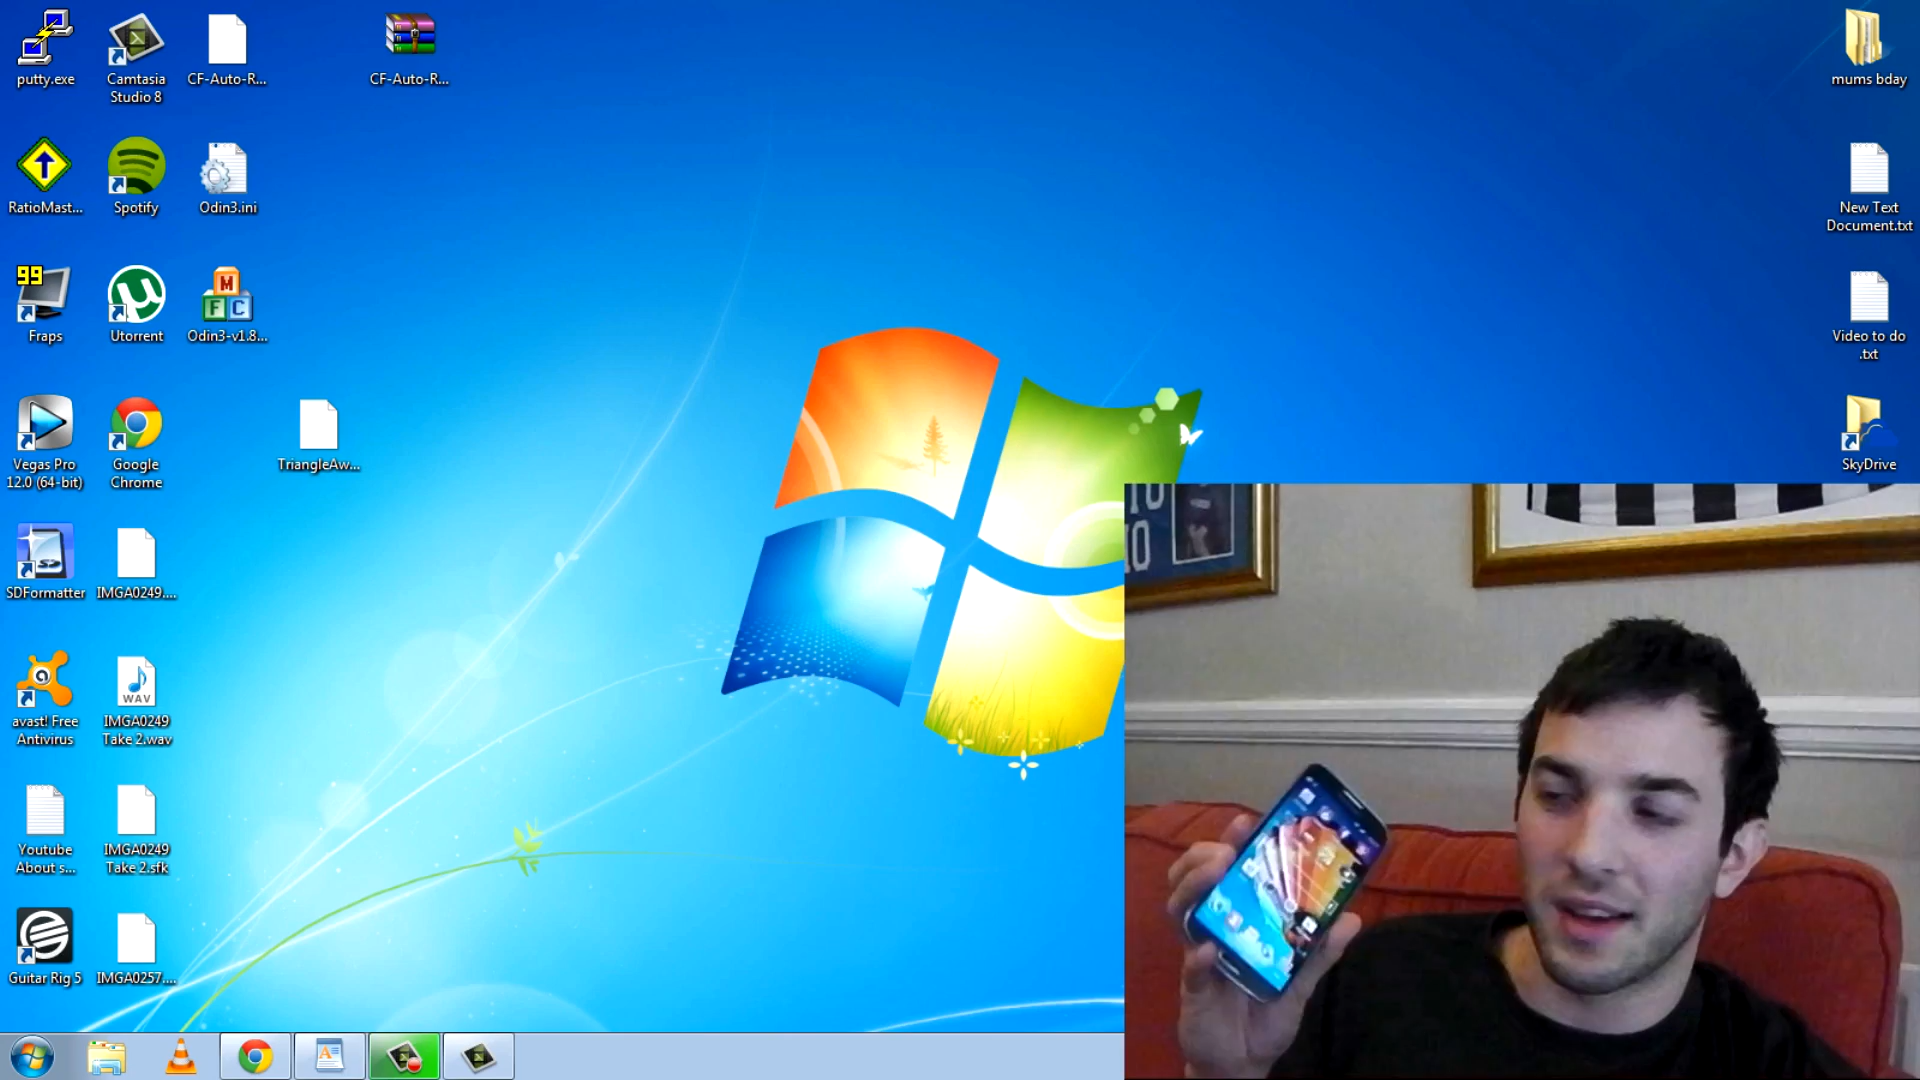 putty.exe
Camtasia
Studio 8
CF-Auto-R...
CF-Auto-R...
mums bday
RatioMast...
Spotify
Odin3.ini
New Text
Document.txt
99
Fraps
Utorrent
M
F C
Odin3-v1.8...
Video to do
.txt
Vegas Pro
12.0 (64-bit)
Google
Chrome
TriangleAw...
SkyDrive
SD
SDFormatter
IMGA0249....
a
avast! Free
Antivirus
WAV
IMGA0249
Take 2.wav
Youtube
About s...
IMGA0249
Take 2.sfk
Guitar Rig 5
IMGA0257....
A